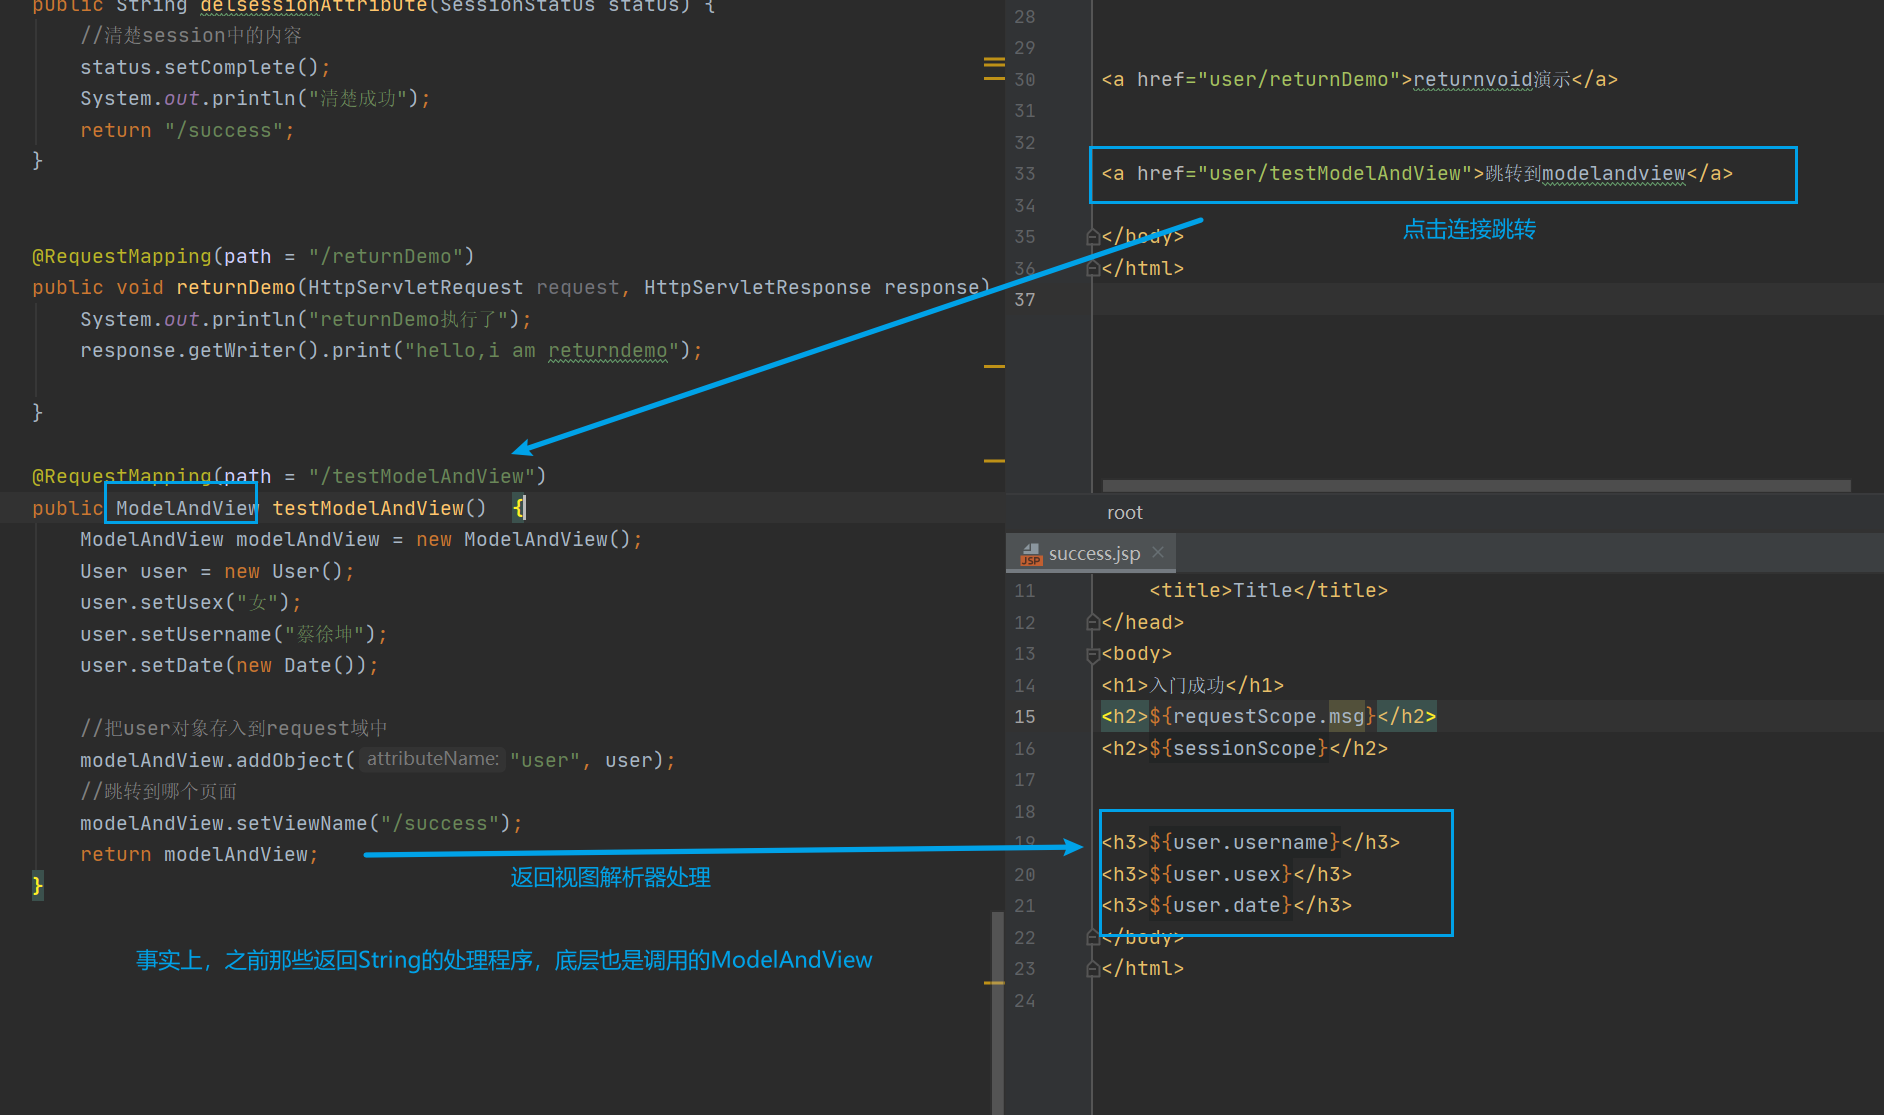 public String delsessionAttribute(SessionStatus status) {
//清楚session中的内容
status.setComplete();
System.out.println("清楚成功");
return "/success";
}
@RequestMapping(path = "/returnDemo")
public void returnDemo(HttpServletRequest request, HttpServletResponse response)
System.out.println("returnDemo执行了");
response.getWriter().print("hello,i am returndemo");
}
@RequestMapping(path = "/testModelAndView")
public ModelAndView testModelAndView() {
ModelAndView modelAndView = new ModelAndView();
User user = new User();
user.setUsex("女");
user.setUsername("蔡徐坤");
user.setDate(new Date());
//把user对象存入到request域中
modelAndView.addObject( attributeName: "user", user);
//跳转到哪个页面
modelAndView.setViewName("/success");
return modelAndView;
返回视图解析器处理
}
事实上，之前那些返回String的处理程序，底层也是调用的ModelAndView
28
29
30 <a href="user/returnDemo">returnvoid演示</a>
31
32
33 <a href="user/testModelAndView">跳转到modelandview</a>
34
点击连接跳转
35 </body>
36 </html>
37
root
JSP success.jsp
11 <title>Title</title>
12 </head>
13 <body>
14 <h1>入门成功</h1>
15 <h2>${requestScope.msg}</h2>
16 <h2>${sessionScope}</h2>
17
18
19 <h3>${user.username}</h3>
20 <h3>${user.usex}</h3>
21 <h3>${user.date}</h3>
22 </body>
23 </html>
24